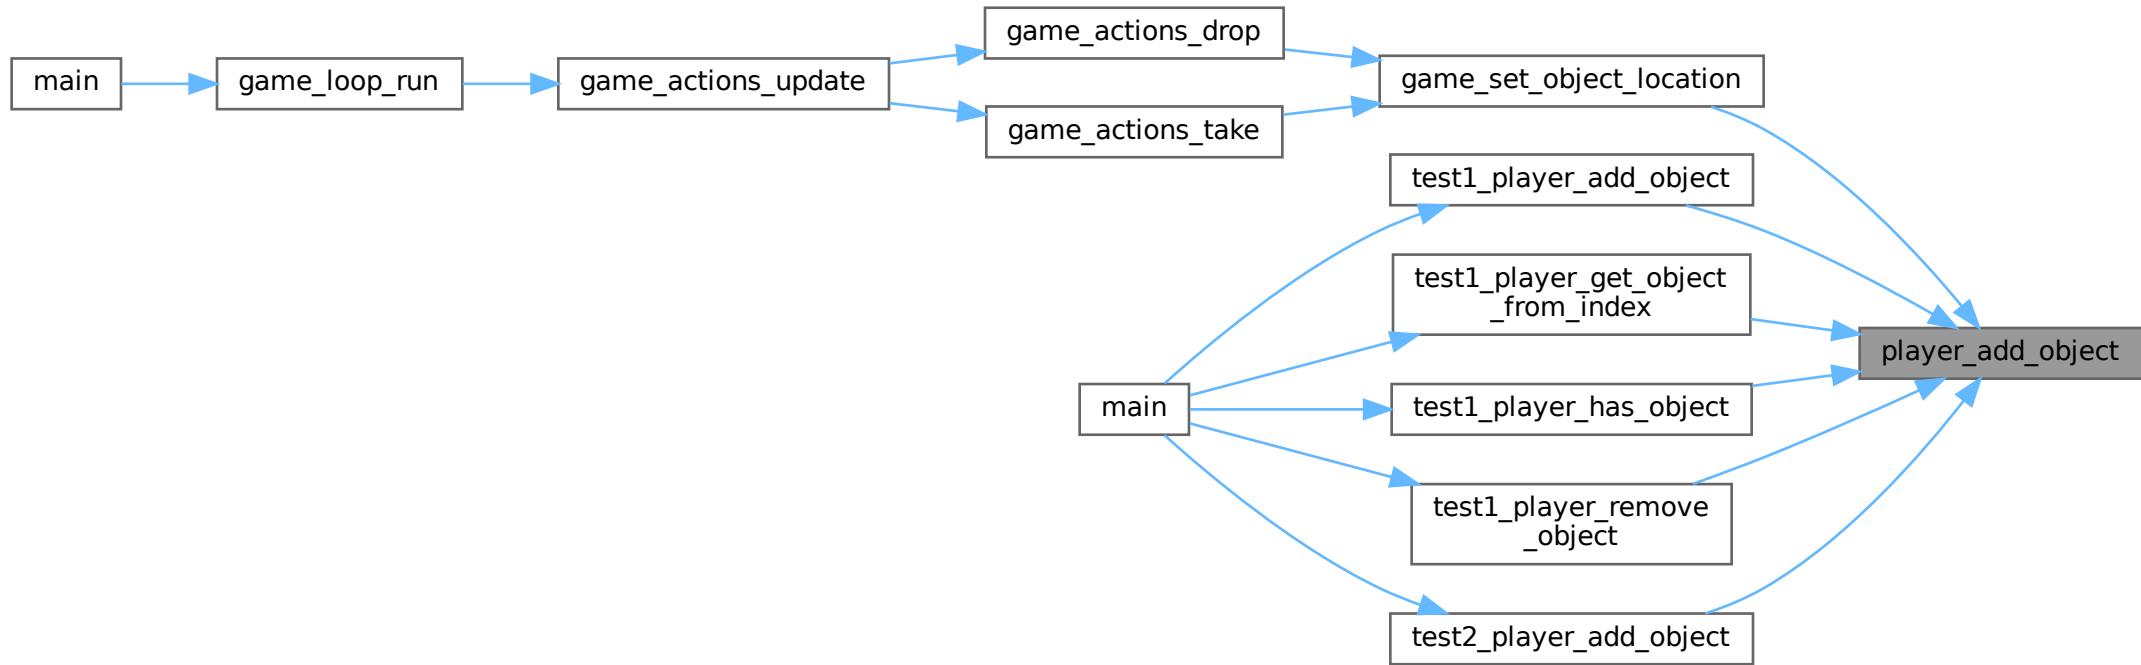 main
game_loop_run
game_actions_update
game_actions_drop
game_actions_take
game_set_object_location
test1_player_add_object
test1_player_get_object
_from_index
main
test1_player_has_object
test1_player_remove
_object
test2_player_add_object
player_add_object